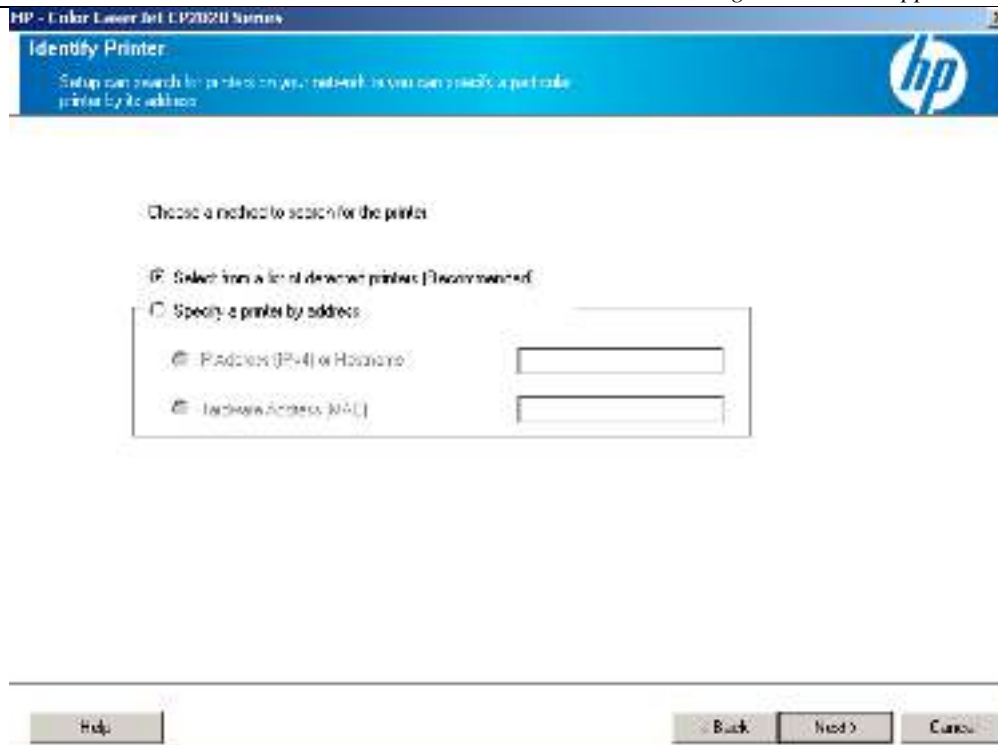 HP - Color LaserJet CP2020 Series
Identify Printer
Setup can search for printers on your network or you can specify a particular
printer by its address
hp
Choose a method to search for the printer
Select from a list of detected printers (Recommended)
Specify a printer by address
IP Address (IPv4) or Hostname
Hardware Address (MAC)
Help
< Back
Next >
Cancel